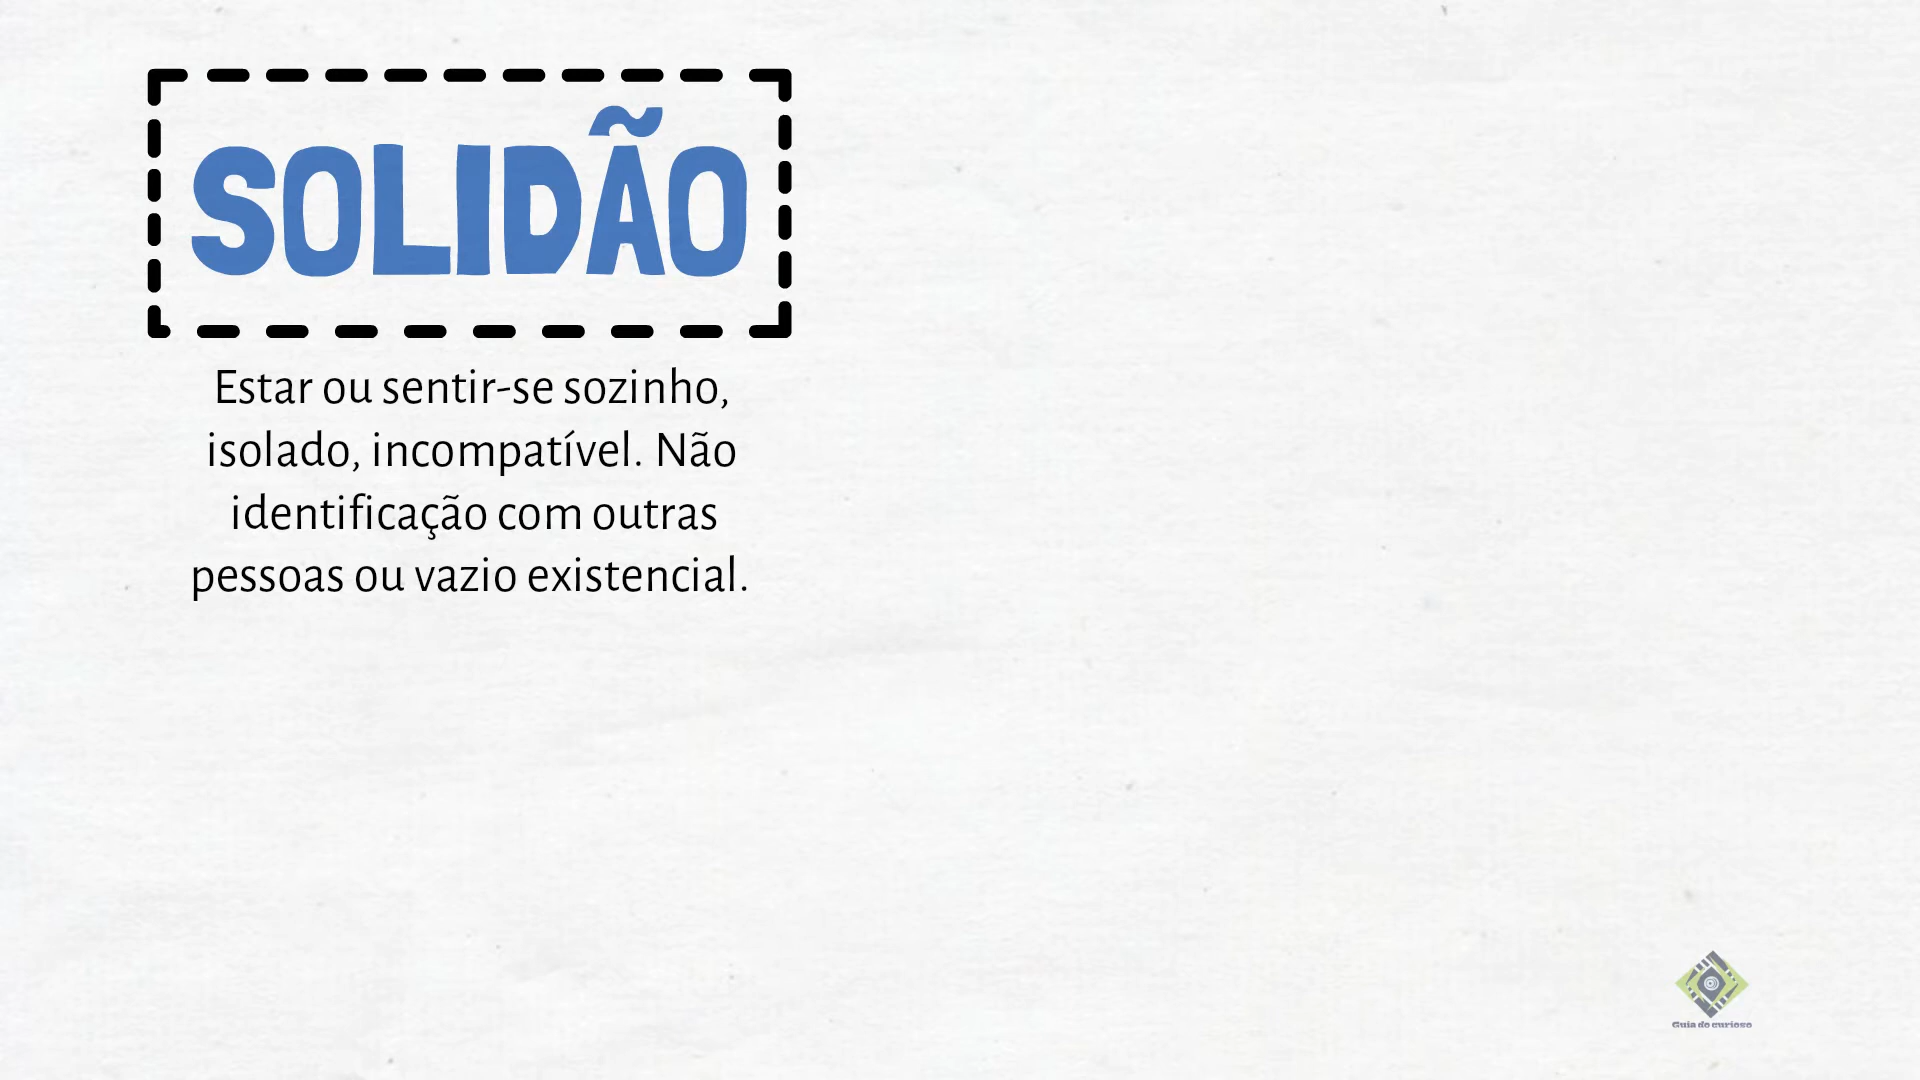 SOLIDÃO
Estar ou sentir-se sozinho,
isolado, incompatível. Não
identificação com outras
pessoas ou vazio existencial.
Guia do curioso